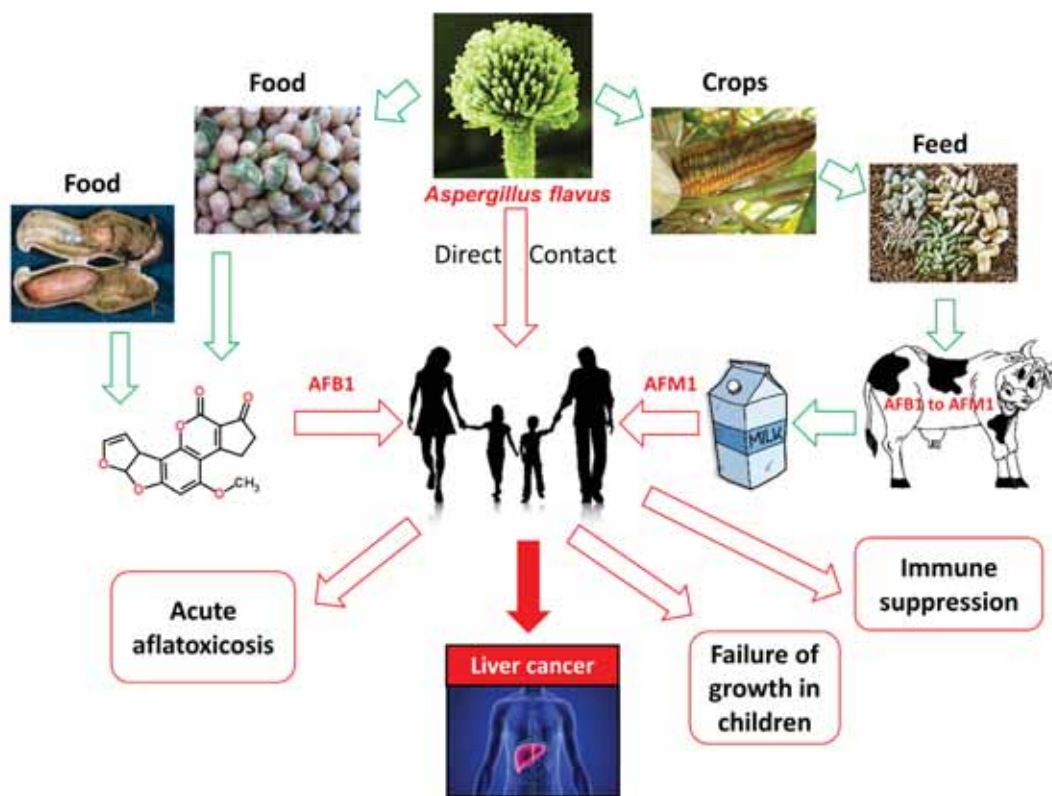 Food
Crops
Food
Feed
Aspergillus flavus
Direct Contact
AFB1
AFM1
AFB1 to AFM1
MILK
O
O
O
O
O
O
CH3
Acute
aflatoxicosis
Liver cancer
Failure of
growth in
children
Immune
suppression